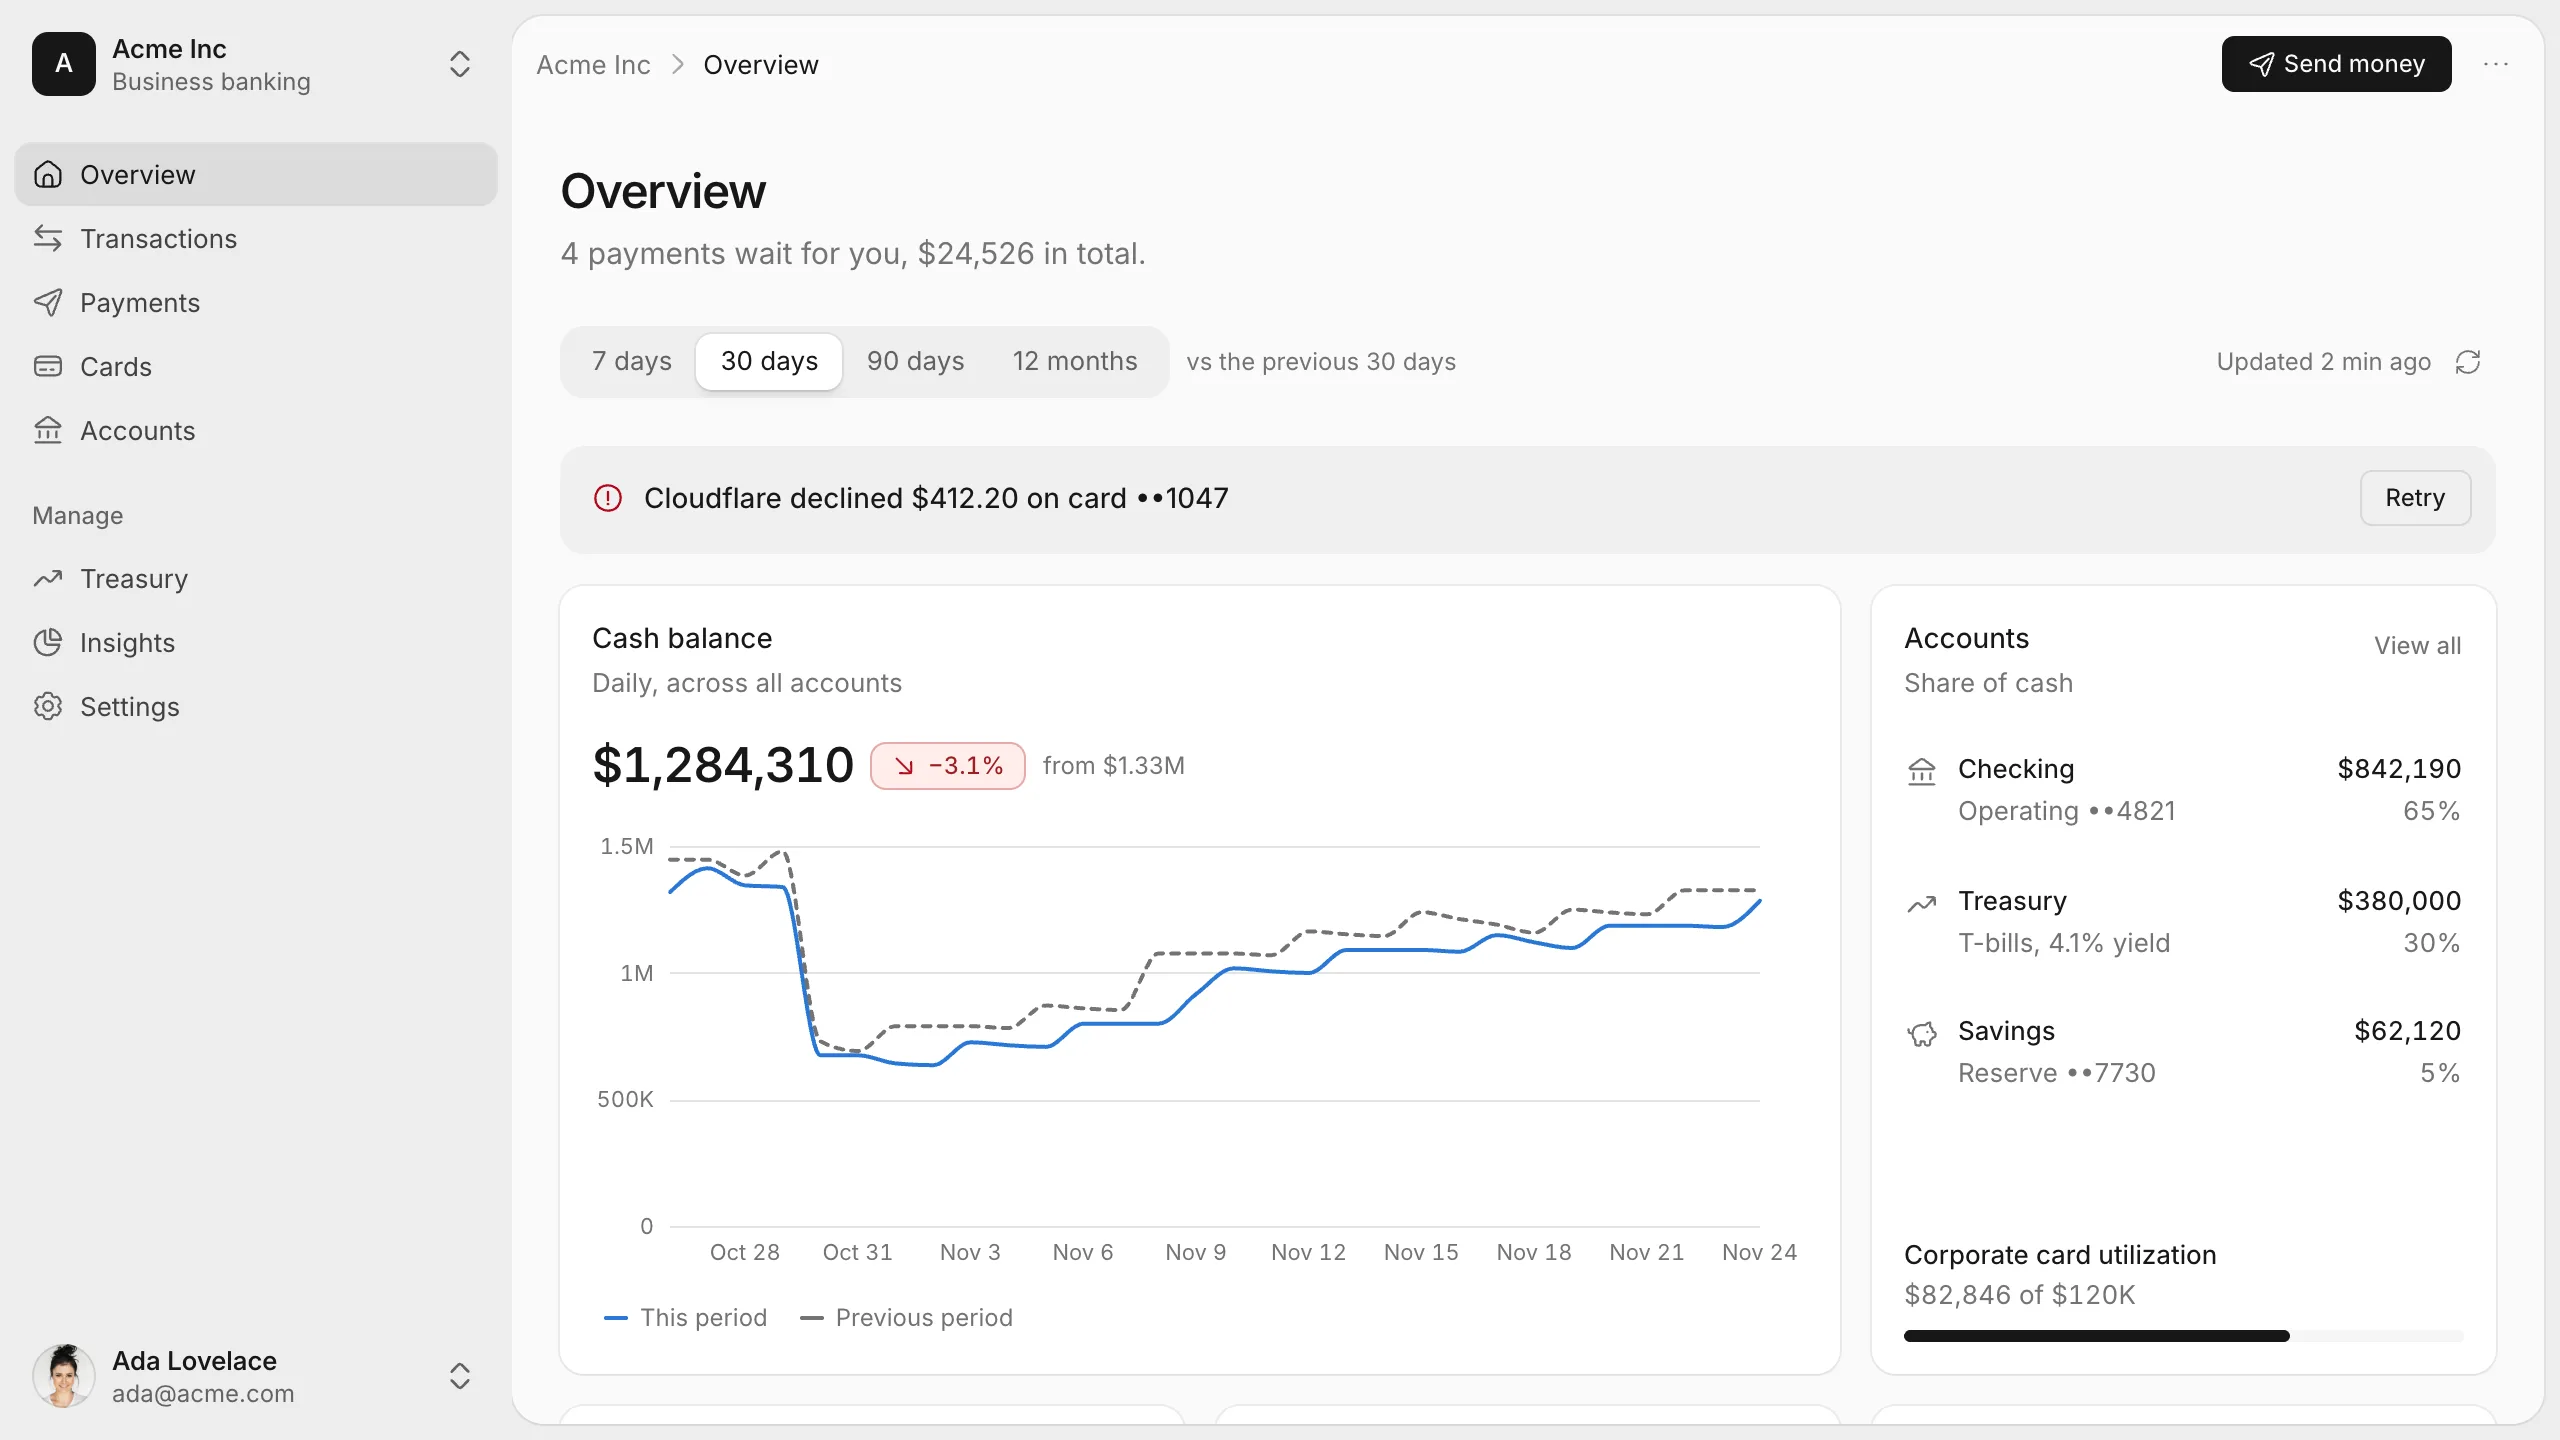 A
Acme Inc
Business banking
Overview
Transactions
Payments
Cards
Accounts
Manage
Treasury
Insights
Settings
Ada Lovelace
ada@acme.com
Acme Inc
Overview
Send money
Overview
4 payments wait for you, $24,526 in total.
7 days
30 days
90 days
12 months
vs the previous 30 days
Updated 2 min ago
Cloudflare declined $412.20 on card ••1047
Retry
Cash balance
Daily, across all accounts
$1,284,310
−3.1%
from $1.33M
1.5M
1M
500K
0
Oct 28
Oct 31
Nov 3
Nov 6
Nov 9
Nov 12
Nov 15
Nov 18
Nov 21
Nov 24
This period
Previous period
Accounts
View all
Share of cash
Checking
$842,190
Operating ••4821
65%
Treasury
$380,000
T-bills, 4.1% yield
30%
Savings
$62,120
Reserve ••7730
5%
Corporate card utilization
$82,846 of $120K